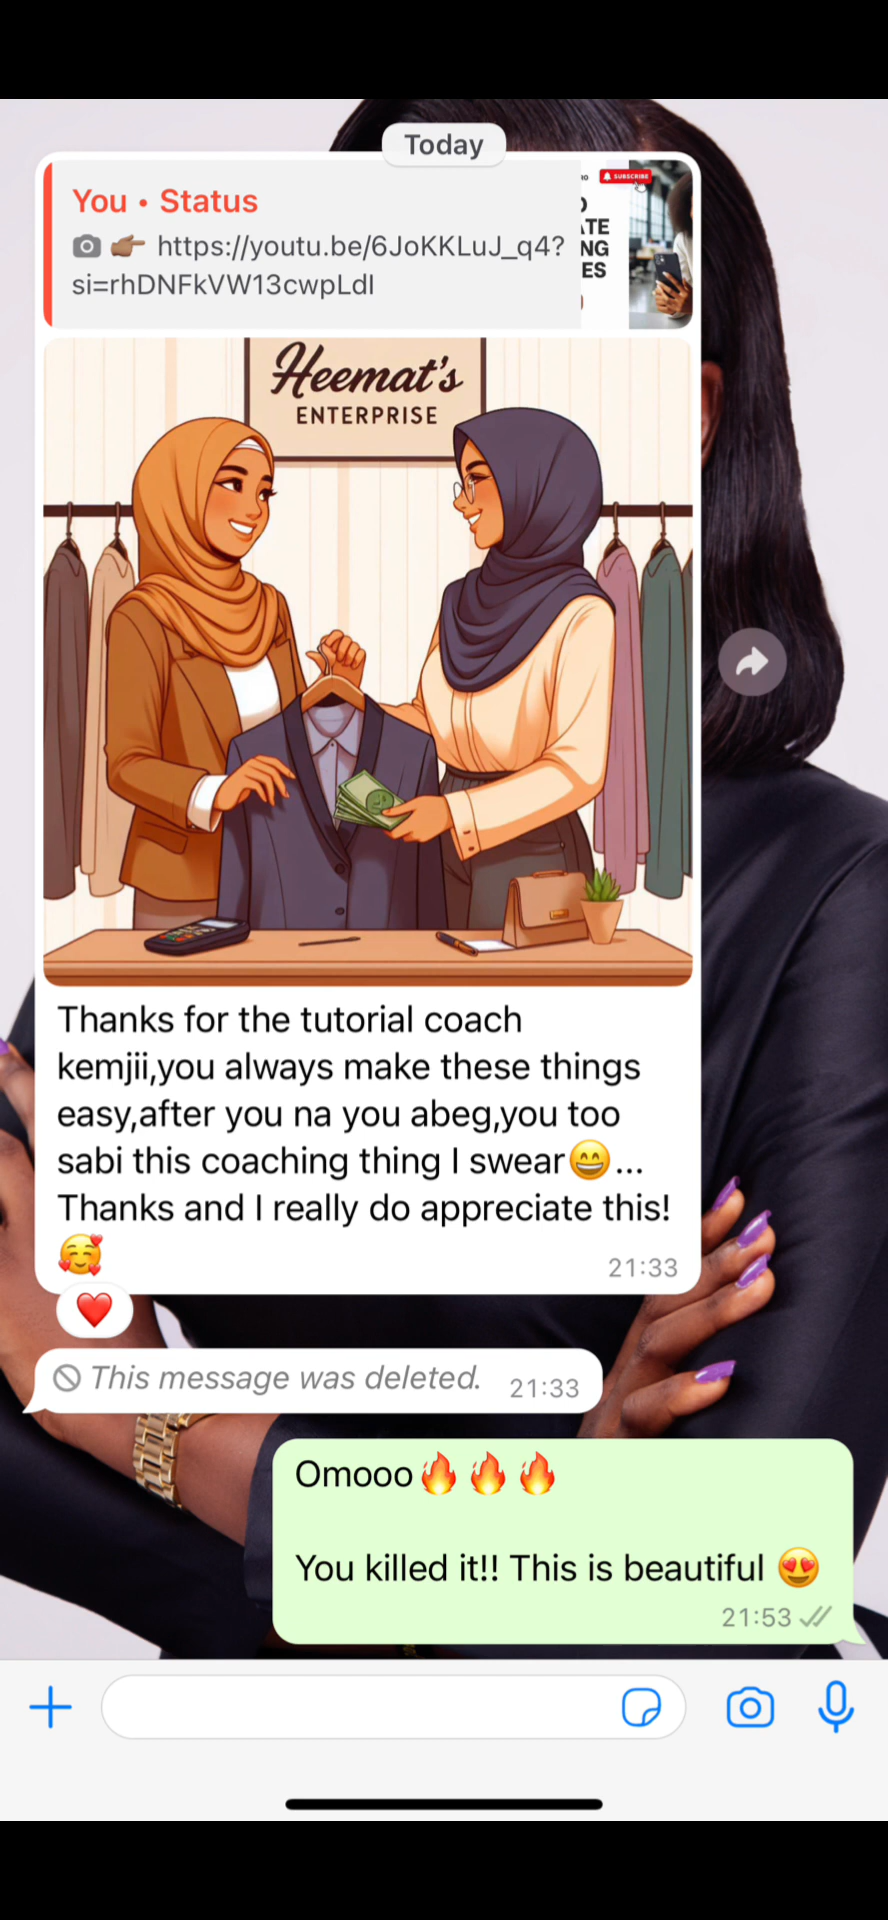 Today
You • Status
📷 👉🏽 https://youtu.be/6JoKKLuJ_q4?
si=rhDNFkVW13cwpLdI
SUBSCRIBE
ES
Heemat's
ENTERPRISE
Thanks for the tutorial coach
kemjii,you always make these things
easy,after you na you abeg,you too
sabi this coaching thing I swear😄...
Thanks and I really do appreciate this!
🥰
21:33
❤️
This message was deleted. 21:33
Omooo🔥🔥🔥
You killed it!! This is beautiful 😍
21:53